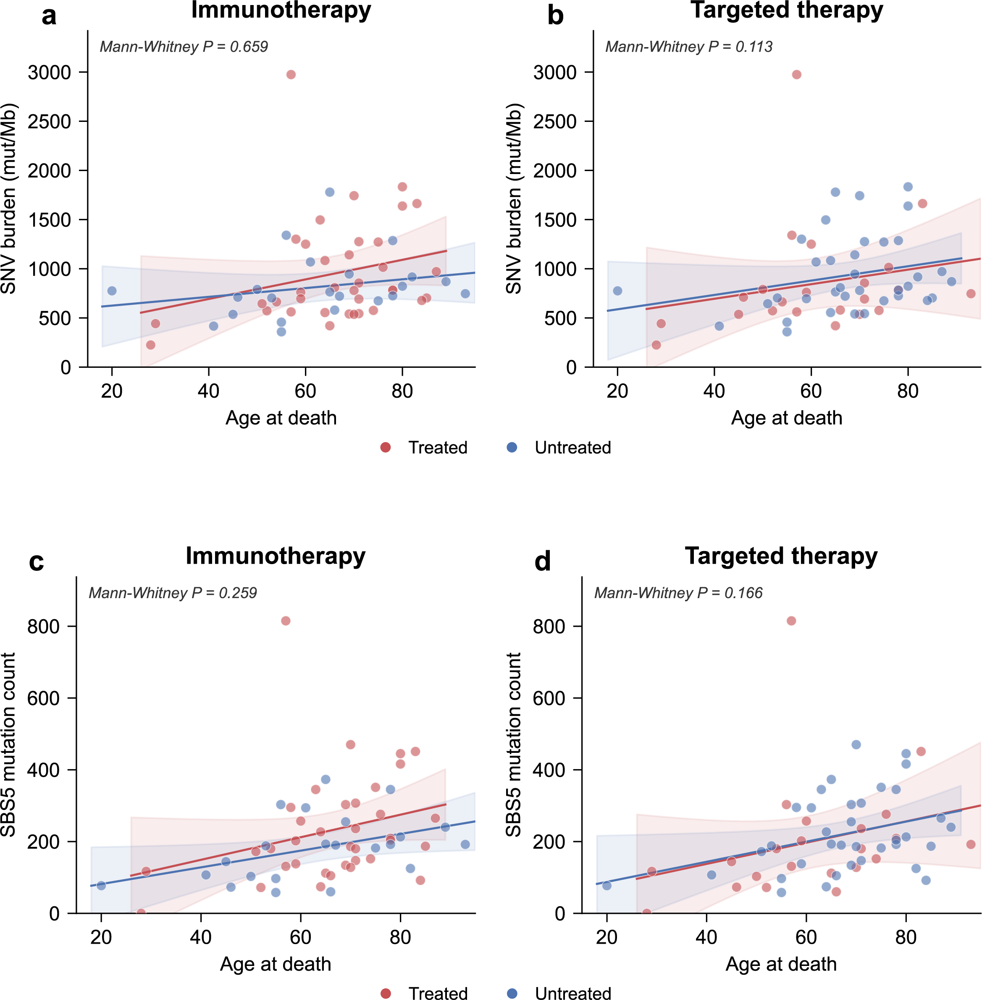 a
Immunotherapy
Mann-Whitney P = 0.659
SNV burden (mut/Mb)
3000
2500
2000
1500
1000
500
0
20 40 60 80
Age at death
b
Targeted therapy
Mann-Whitney P = 0.113
SNV burden (mut/Mb)
3000
2500
2000
1500
1000
500
0
20 40 60 80
Age at death
Treated Untreated
c
Immunotherapy
Mann-Whitney P = 0.259
SBS5 mutation count
800
600
400
200
0
20 40 60 80
Age at death
d
Targeted therapy
Mann-Whitney P = 0.166
SBS5 mutation count
800
600
400
200
0
20 40 60 80
Age at death
Treated Untreated